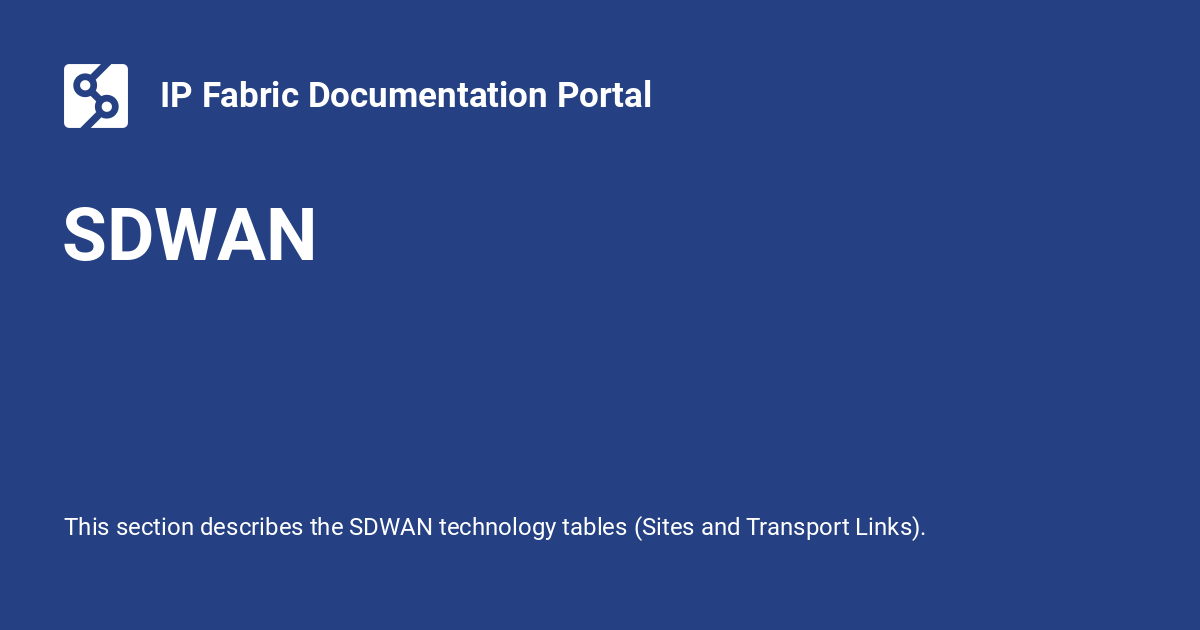 IP Fabric Documentation Portal
SDWAN
This section describes the SDWAN technology tables (Sites and Transport Links).